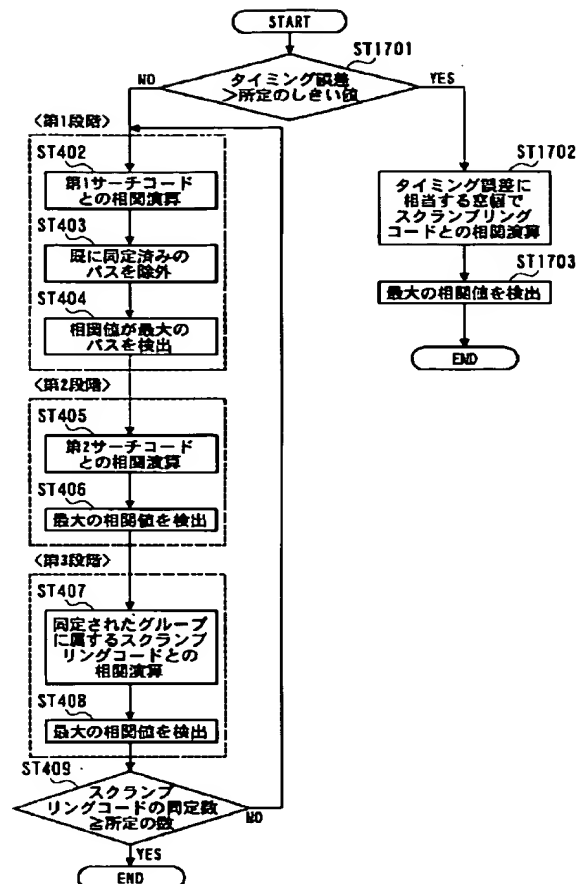 START
ST1701
タイミング誤差
＞所定のしきい値
NO
YES
〈第1段階〉
ST402
第1サーチコード
との相関演算
ST403
既に同定済みの
パスを除外
ST404
相関値が最大の
パスを検出
〈第2段階〉
ST405
第2サーチコード
との相関演算
ST406
最大の相関値を検出
〈第3段階〉
ST407
同定されたグループ
に属するスクランブ
リングコードとの
相関演算
ST408
最大の相関値を検出
ST409
スクランブ
リングコードの同定数
≧所定の数
NO
YES
END
ST1702
タイミング誤差に
相当する窓幅で
スクランブリング
コードとの相関演算
ST1703
最大の相関値を検出
END